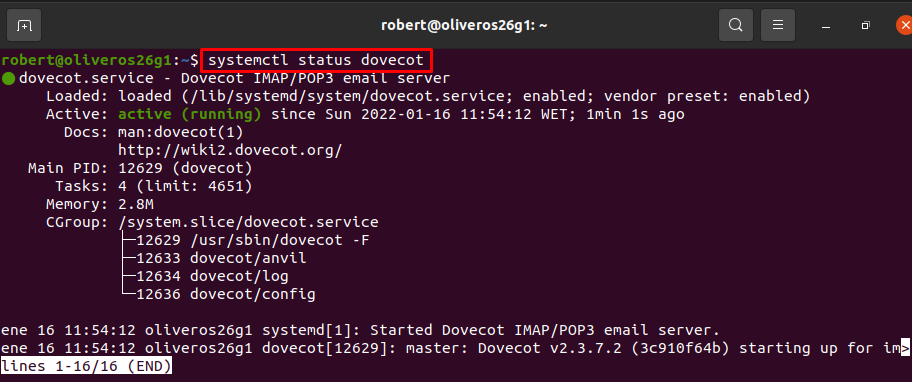 robert@oliveros26g1: ~
robert@oliveros26g1:~$ systemctl status dovecot
● dovecot.service - Dovecot IMAP/POP3 email server
Loaded: loaded (/lib/systemd/system/dovecot.service; enabled; vendor preset: enabled)
Active: active (running) since Sun 2022-01-16 11:54:12 WET; 1min 1s ago
Docs: man:dovecot(1)
http://wiki2.dovecot.org/
Main PID: 12629 (dovecot)
Tasks: 4 (limit: 4651)
Memory: 2.8M
CGroup: /system.slice/dovecot.service
├─12629 /usr/sbin/dovecot -F
├─12633 dovecot/anvil
├─12634 dovecot/log
└─12636 dovecot/config
ene 16 11:54:12 oliveros26g1 systemd[1]: Started Dovecot IMAP/POP3 email server.
ene 16 11:54:12 oliveros26g1 dovecot[12629]: master: Dovecot v2.3.7.2 (3c910f64b) starting up for im>
lines 1-16/16 (END)